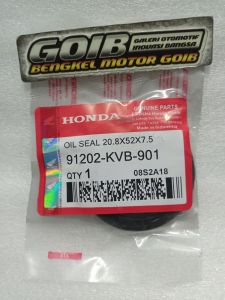 GOIB
GALERI OTOMOTIF
INOVASI BANGSA
BENGKEL MOTOR GOIB
HONDA
GENUINE PARTS
Made in Indonesia
OIL SEAL 20.8X52X7.5
91202-KVB-901
QTY 1
08S2A18